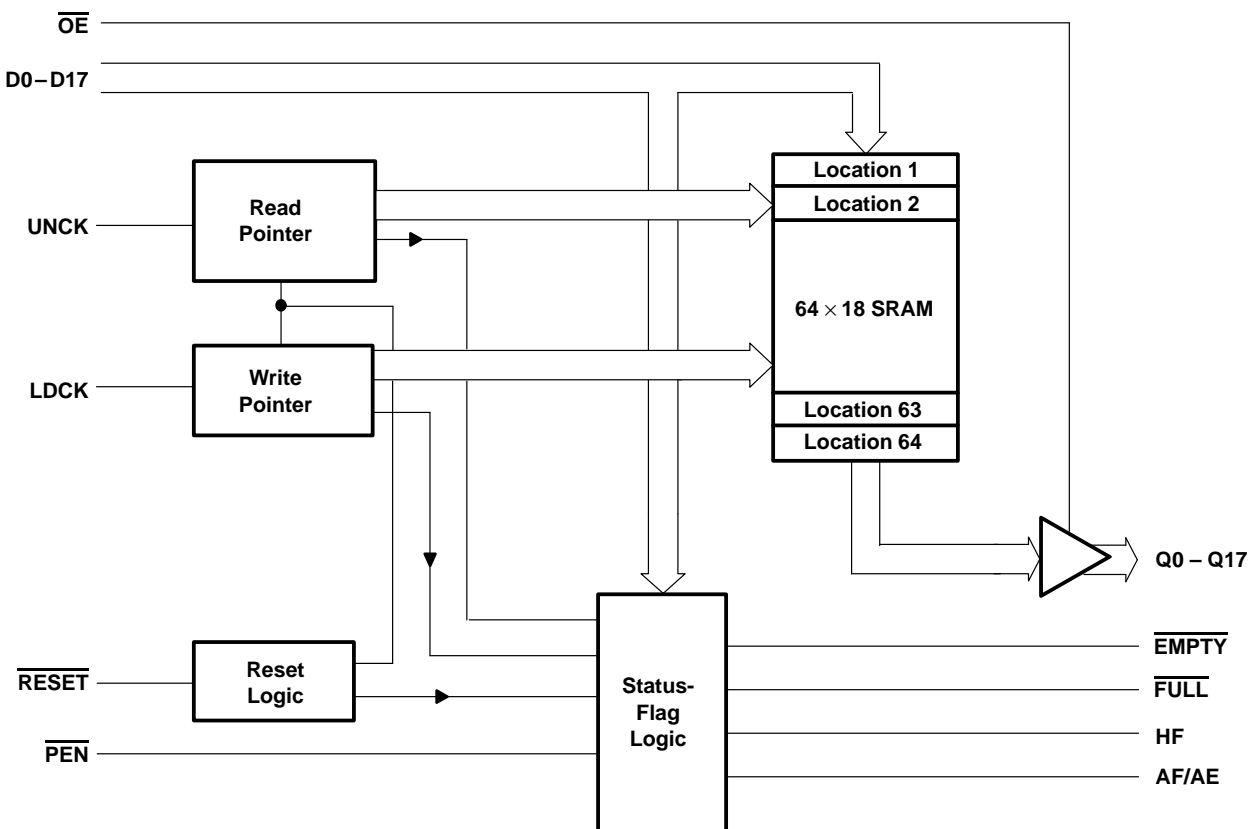 OE
D0–D17
Location 1
Location 2
Read
Pointer
UNCK
64 × 18 SRAM
Write
Pointer
LDCK
Location 63
Location 64
Q0 – Q17
EMPTY
Reset
Logic
RESET
Status-
Flag
Logic
FULL
HF
PEN
AF/AE